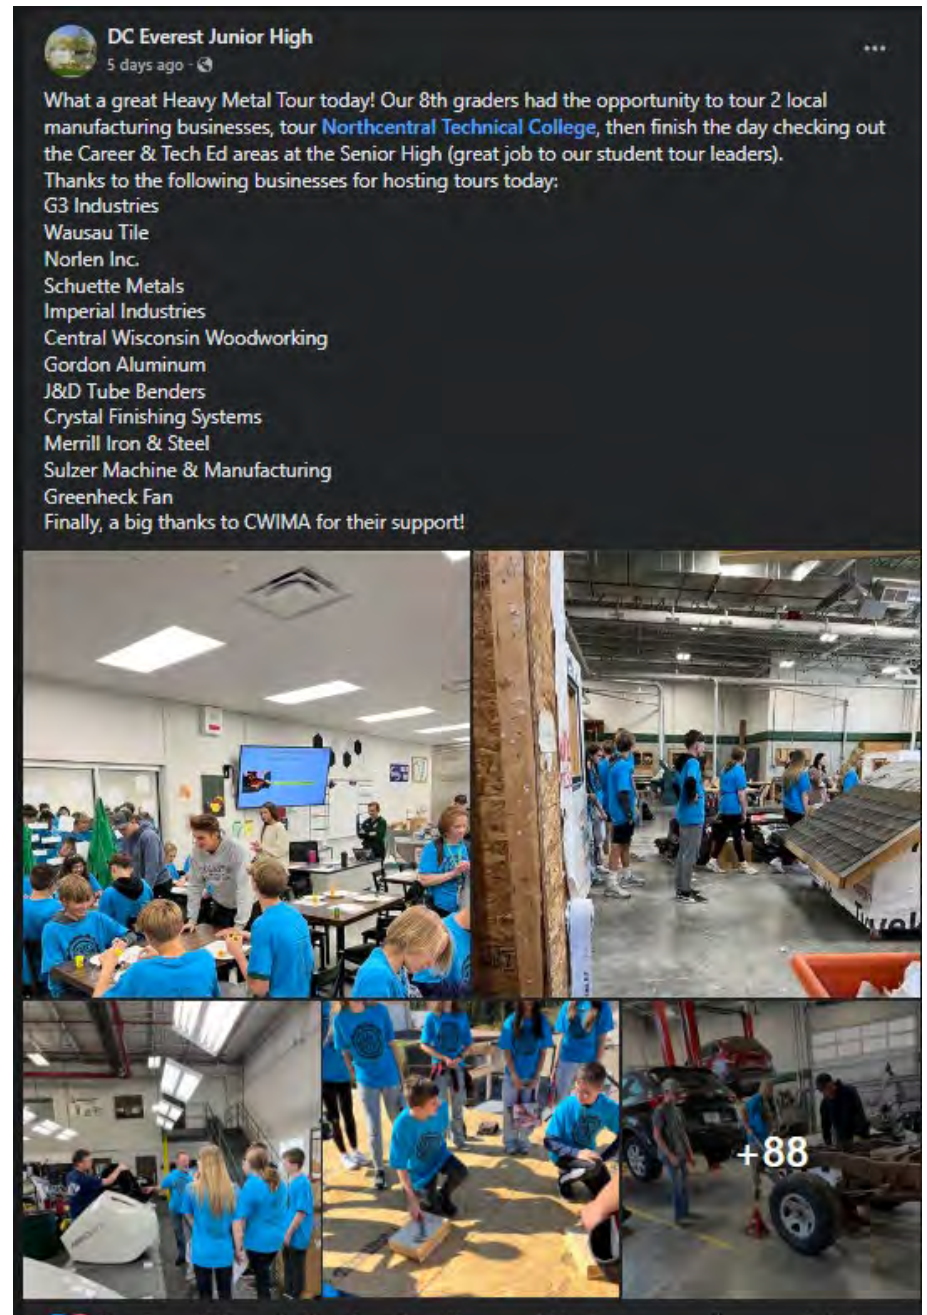 DC Everest Junior High
5 days ago ·
What a great Heavy Metal Tour today! Our 8th graders had the opportunity to tour 2 local
manufacturing businesses, tour Northcentral Technical College, then finish the day checking out
the Career & Tech Ed areas at the Senior High (great job to our student tour leaders).
Thanks to the following businesses for hosting tours today:
G3 Industries
Wausau Tile
Norlen Inc.
Schuette Metals
Imperial Industries
Central Wisconsin Woodworking
Gordon Aluminum
J&D Tube Benders
Crystal Finishing Systems
Merrill Iron & Steel
Sulzer Machine & Manufacturing
Greenheck Fan
Finally, a big thanks to CWIMA for their support!
+88